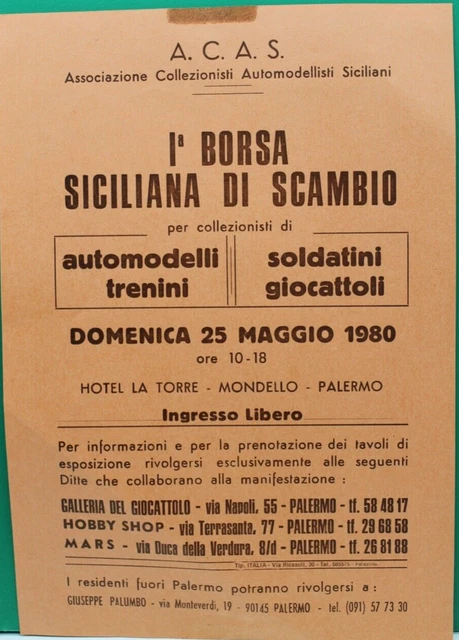 A. C. A. S.
Associazione Collezionisti Automodellisti Siciliani
Iª BORSA
SICILIANA DI SCAMBIO
per collezionisti di
automodelli
trenini
soldatini
giocattoli
DOMENICA 25 MAGGIO 1980
ore 10-18
HOTEL LA TORRE - MONDELLO - PALERMO
Ingresso Libero
Per informazioni e per la prenotazione dei tavoli di
esposizione rivolgersi esclusivamente alle seguenti
Ditte che collaborano alla manifestazione :
GALLERIA DEL GIOCATTOLO - via Napoli, 55 - PALERMO - tf. 58 48 17
HOBBY SHOP - via Terrasanta, 77 - PALERMO - tf. 29 68 58
MARS - via Duca della Verdura, 8/d - PALERMO - tf. 26 81 88
Tip. ITALIA - Via
I residenti fuori Palermo potranno rivolgersi a :
GIUSEPPE PALUMBO - via Monteverdi, 19 - 90145 PALERMO - tel. (091) 57 73 30